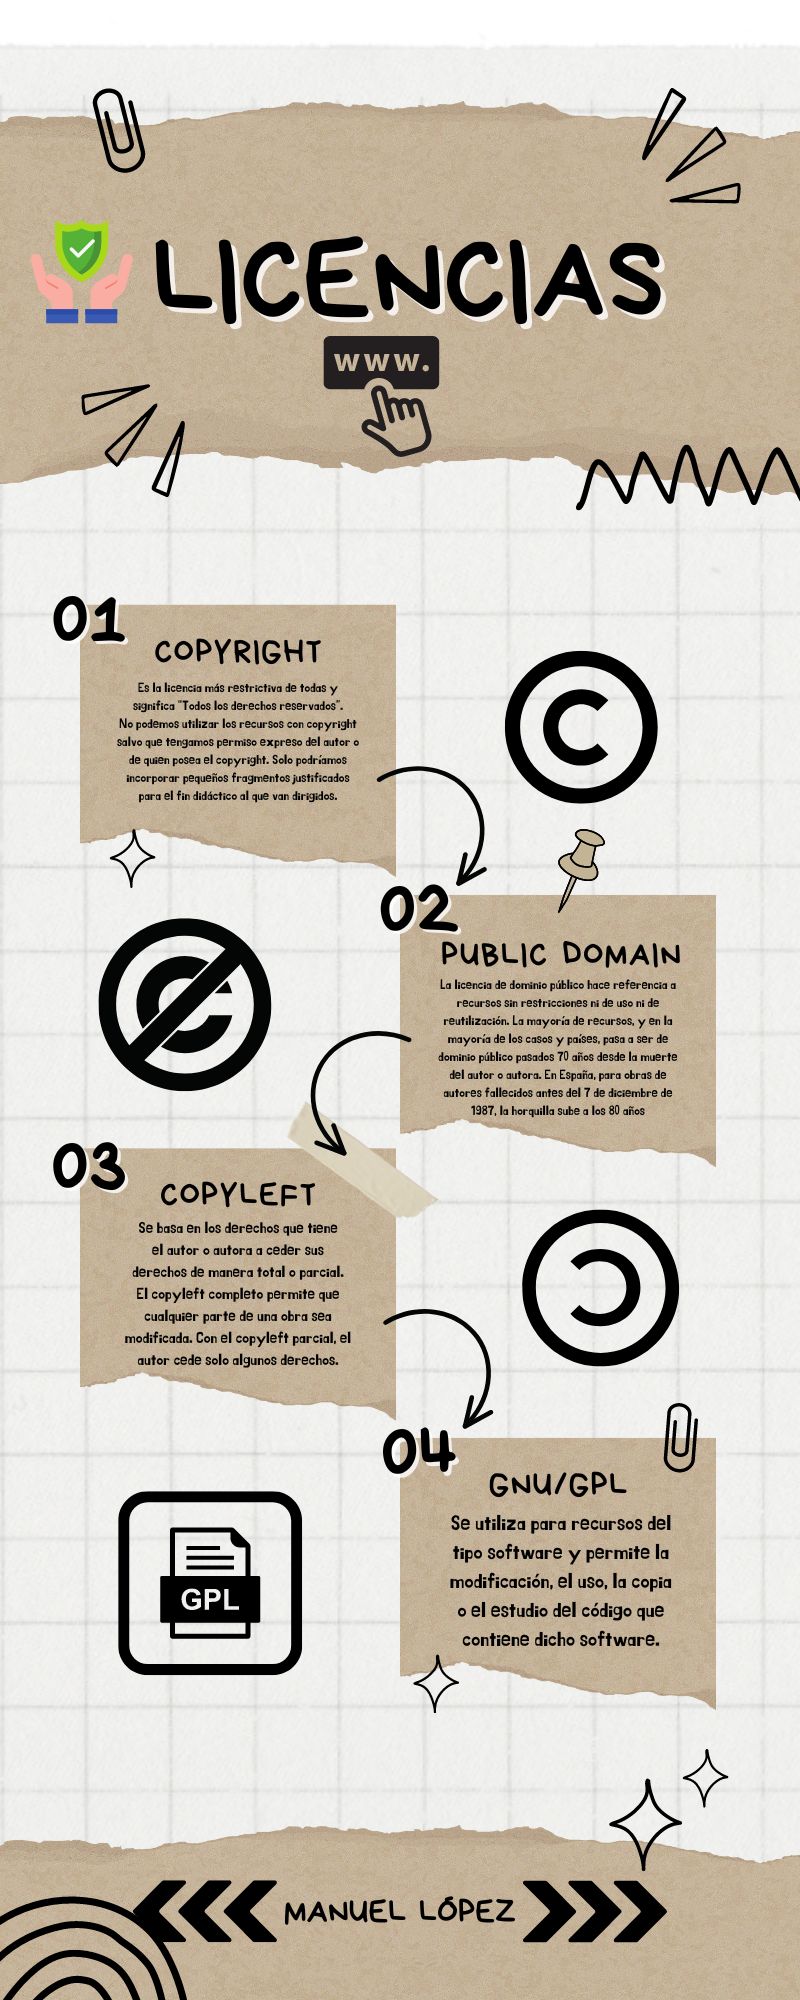 LICENCIAS
www.
01
COPYRIGHT
Es la licencia más restrictiva de todas y
significa "Todos los derechos reservados".
No podemos utilizar los recursos con copyright
salvo que tengamos permiso expreso del autor o
de quien posea el copyright. Solo podríamos
incorporar pequeños fragmentos justificados
para el fin didáctico al que van dirigidos.
C
02
PUBLIC DOMAIN
La licencia de dominio público hace referencia a
recursos sin restricciones ni de uso ni de
reutilización. La mayoría de recursos, y en la
mayoría de los casos y países, pasa a ser de
dominio público pasados 70 años desde la muerte
del autor o autora. En España, para obras de
autores fallecidos antes del 7 de diciembre de
1987, la horquilla sube a los 80 años
03
COPYLEFT
Se basa en los derechos que tiene
el autor o autora a ceder sus
derechos de manera total o parcial.
El copyleft completo permite que
cualquier parte de una obra sea
modificada. Con el copyleft parcial, el
autor cede solo algunos derechos.
04
GNU/GPL
Se utiliza para recursos del
tipo software y permite la
modificación, el uso, la copia
o el estudio del código que
contiene dicho software.
GPL
MANUEL LÓPEZ